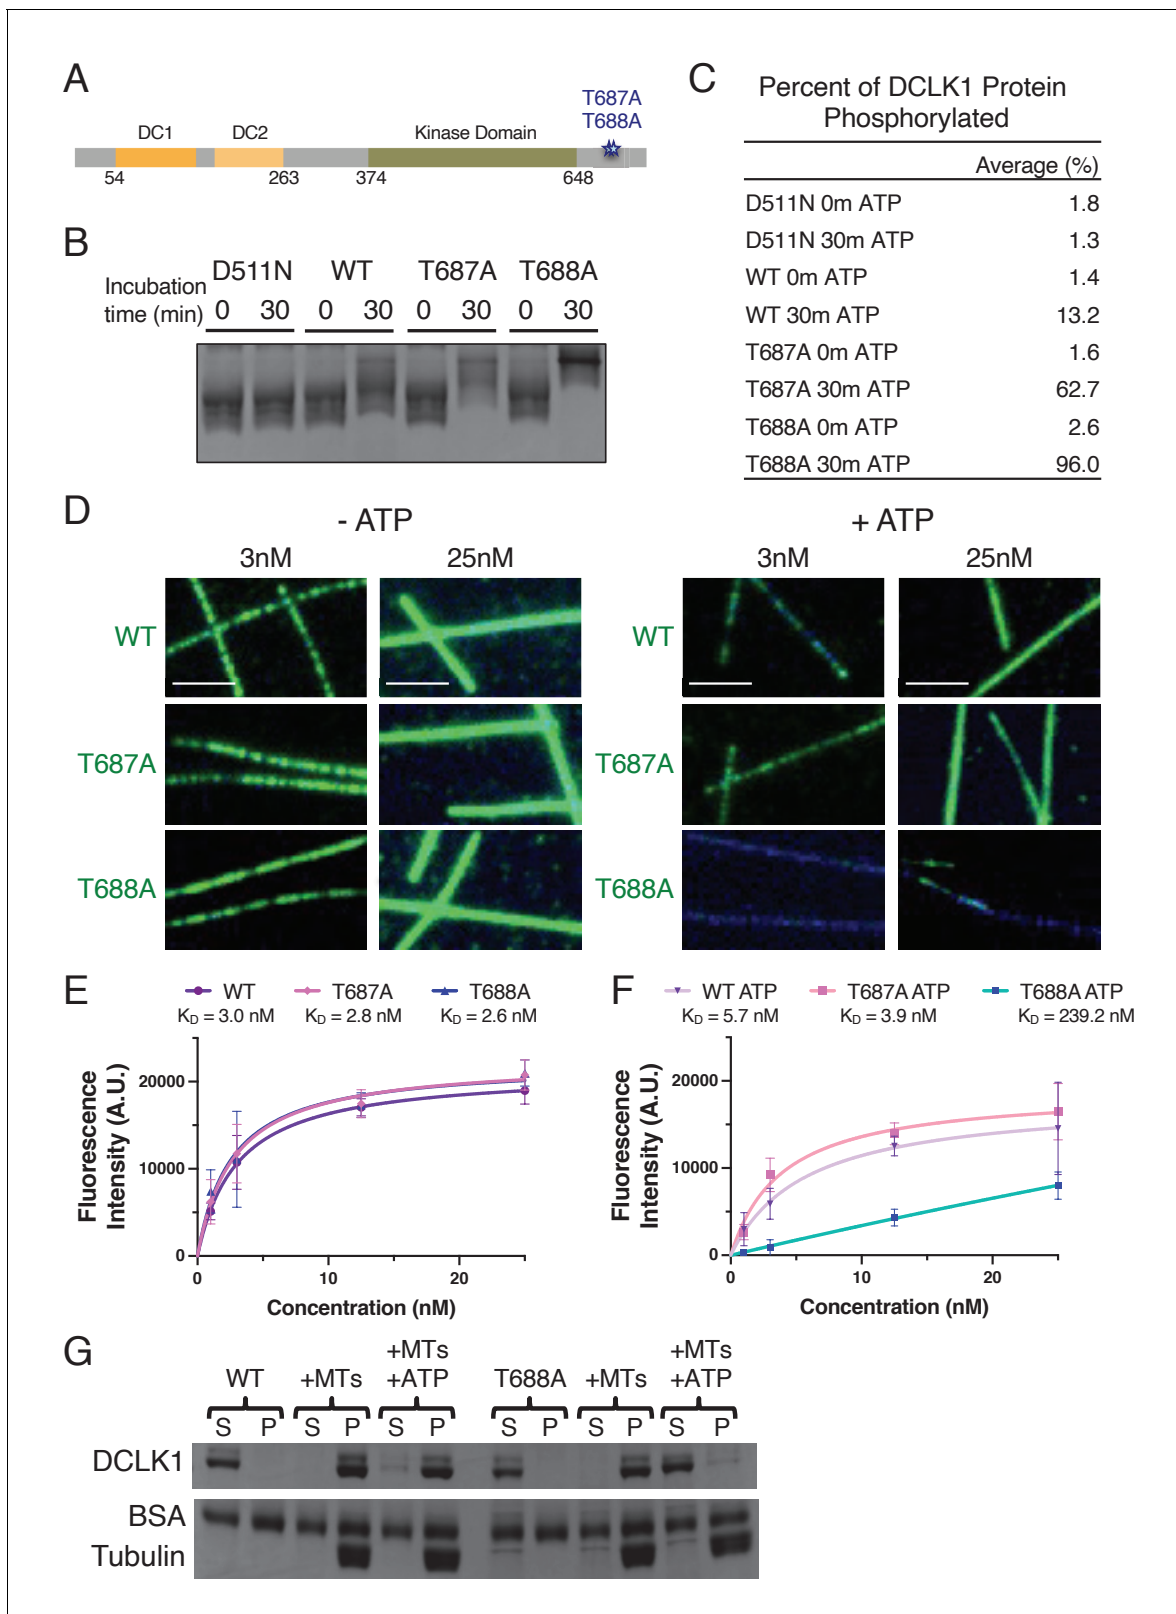 A
T687A
T688A
DC1 DC2 Kinase Domain
54 263 374 648
B
D511N WT T687A T688A
Incubation
time (min)
0 30 0 30 0 30 0 30
C
Percent of DCLK1 Protein
Phosphorylated
Average (%)
D511N 0m ATP 1.8
D511N 30m ATP 1.3
WT 0m ATP 1.4
WT 30m ATP 13.2
T687A 0m ATP 1.6
T687A 30m ATP 62.7
T688A 0m ATP 2.6
T688A 30m ATP 96.0
D
- ATP + ATP
3nM 25nM 3nM 25nM
WT WT
T687A T687A
T688A T688A
E
WT T687A T688A
KD = 3.0 nM KD = 2.8 nM KD = 2.6 nM
Fluorescence
Intensity (A.U.)
20000
10000
0
0 10 20
Concentration (nM)
F
WT ATP T687A ATP T688A ATP
KD = 5.7 nM KD = 3.9 nM KD = 239.2 nM
Fluorescence
Intensity (A.U.)
20000
10000
0
0 10 20
Concentration (nM)
G
+MTs +MTs
WT +MTs +ATP T688A +MTs +ATP
S P S P S P S P S P S P
DCLK1
BSA
Tubulin